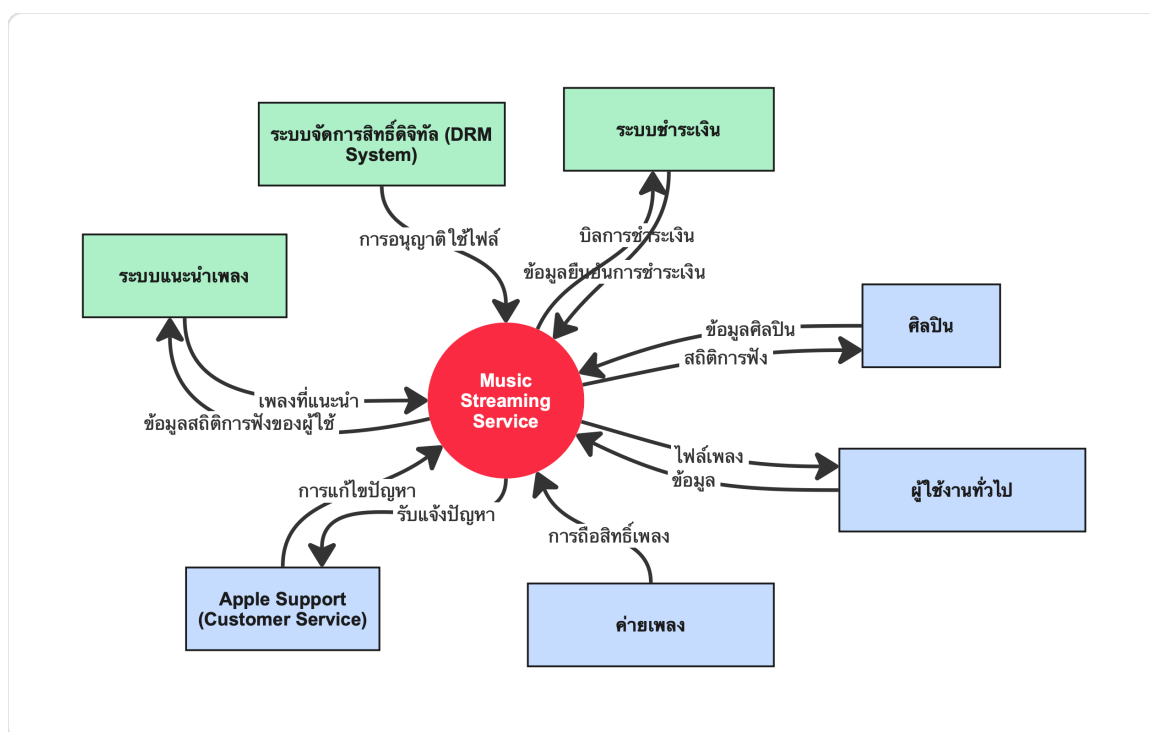 ระบบจัดการสิทธิ์ดิจิทัล (DRM
System)
ระบบชำระเงิน
การอนุญาติใช้ไฟล์
บิลการชำระเงิน
ข้อมูลยืนยันการชำระเงิน
ระบบแนะนำเพลง
ศิลปิน
ข้อมูลศิลปิน
สถิติการฟัง
Music
Streaming
Service
เพลงที่แนะนำ
ข้อมูลสถิติการฟังของผู้ใช้
ไฟล์เพลง
ข้อมูล
ผู้ใช้งานทั่วไป
การแก้ไขปัญหา
รับแจ้งปัญหา
การถือสิทธิ์เพลง
Apple Support
(Customer Service)
ค่ายเพลง